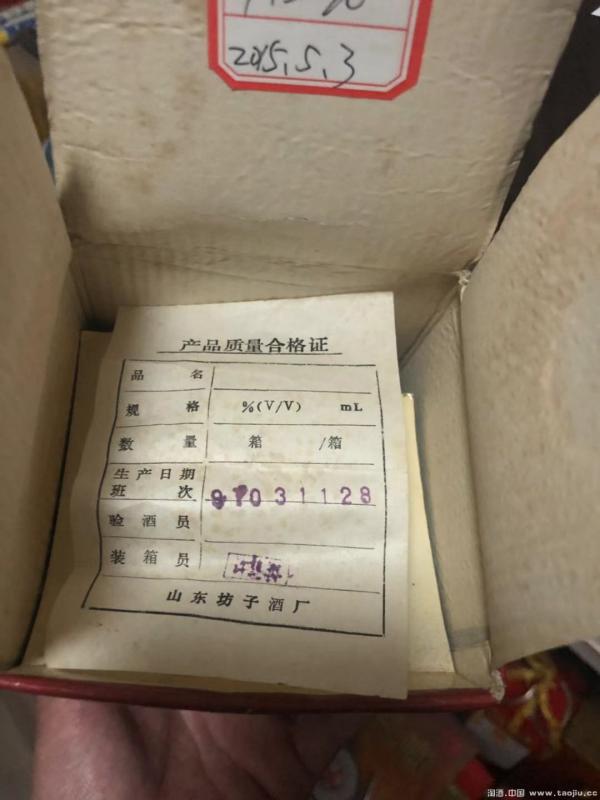 2015.5.3
产品质量合格证
品名
规格 %(V/V) mL
数量 箱 /箱
生产日期
班次 97031128
验酒员
装箱员
山东坊子酒厂
淘酒.中国 www.taojiu.cc